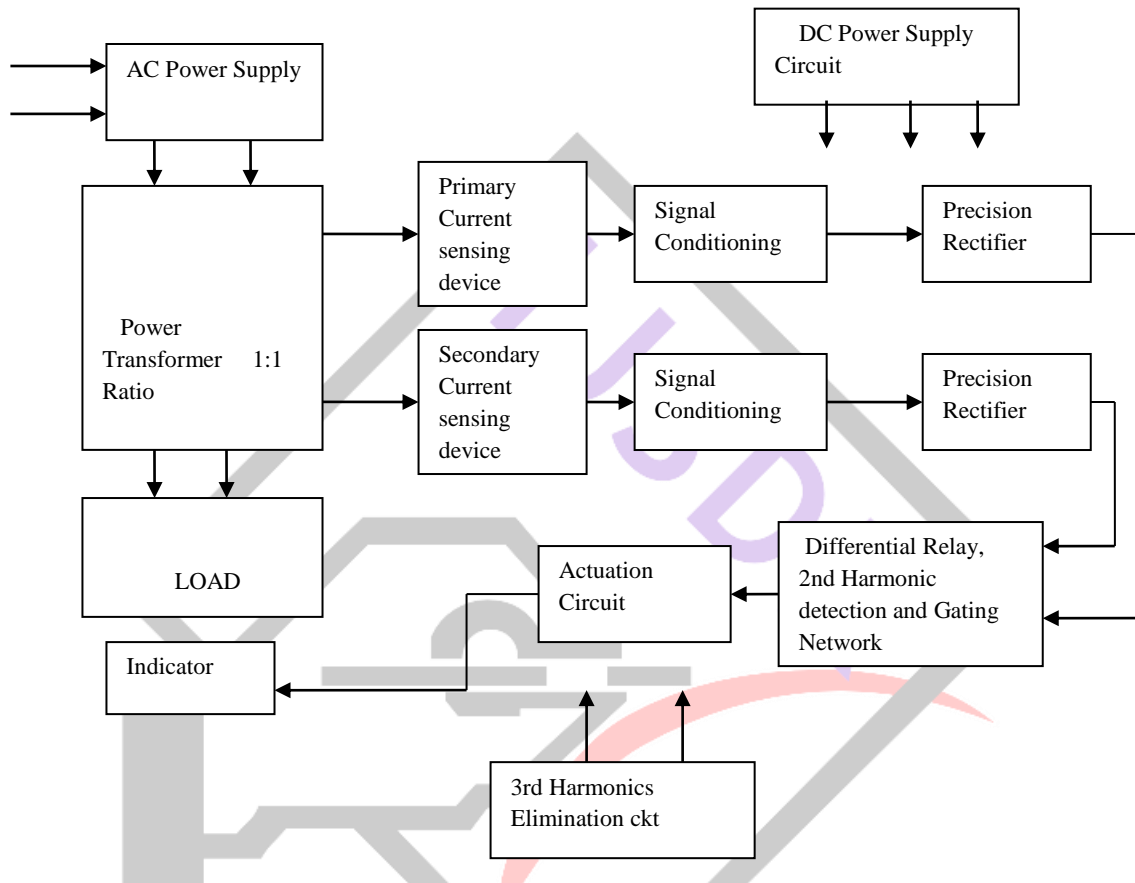 AC Power Supply
DC Power Supply
Circuit
Primary
Current
sensing
device
Signal
Conditioning
Precision
Rectifier
Power
Transformer 1:1
Ratio
Secondary
Current
sensing
device
Signal
Conditioning
Precision
Rectifier
LOAD
Actuation
Circuit
Differential Relay,
2nd Harmonic
detection and Gating
Network
Indicator
3rd Harmonics
Elimination ckt